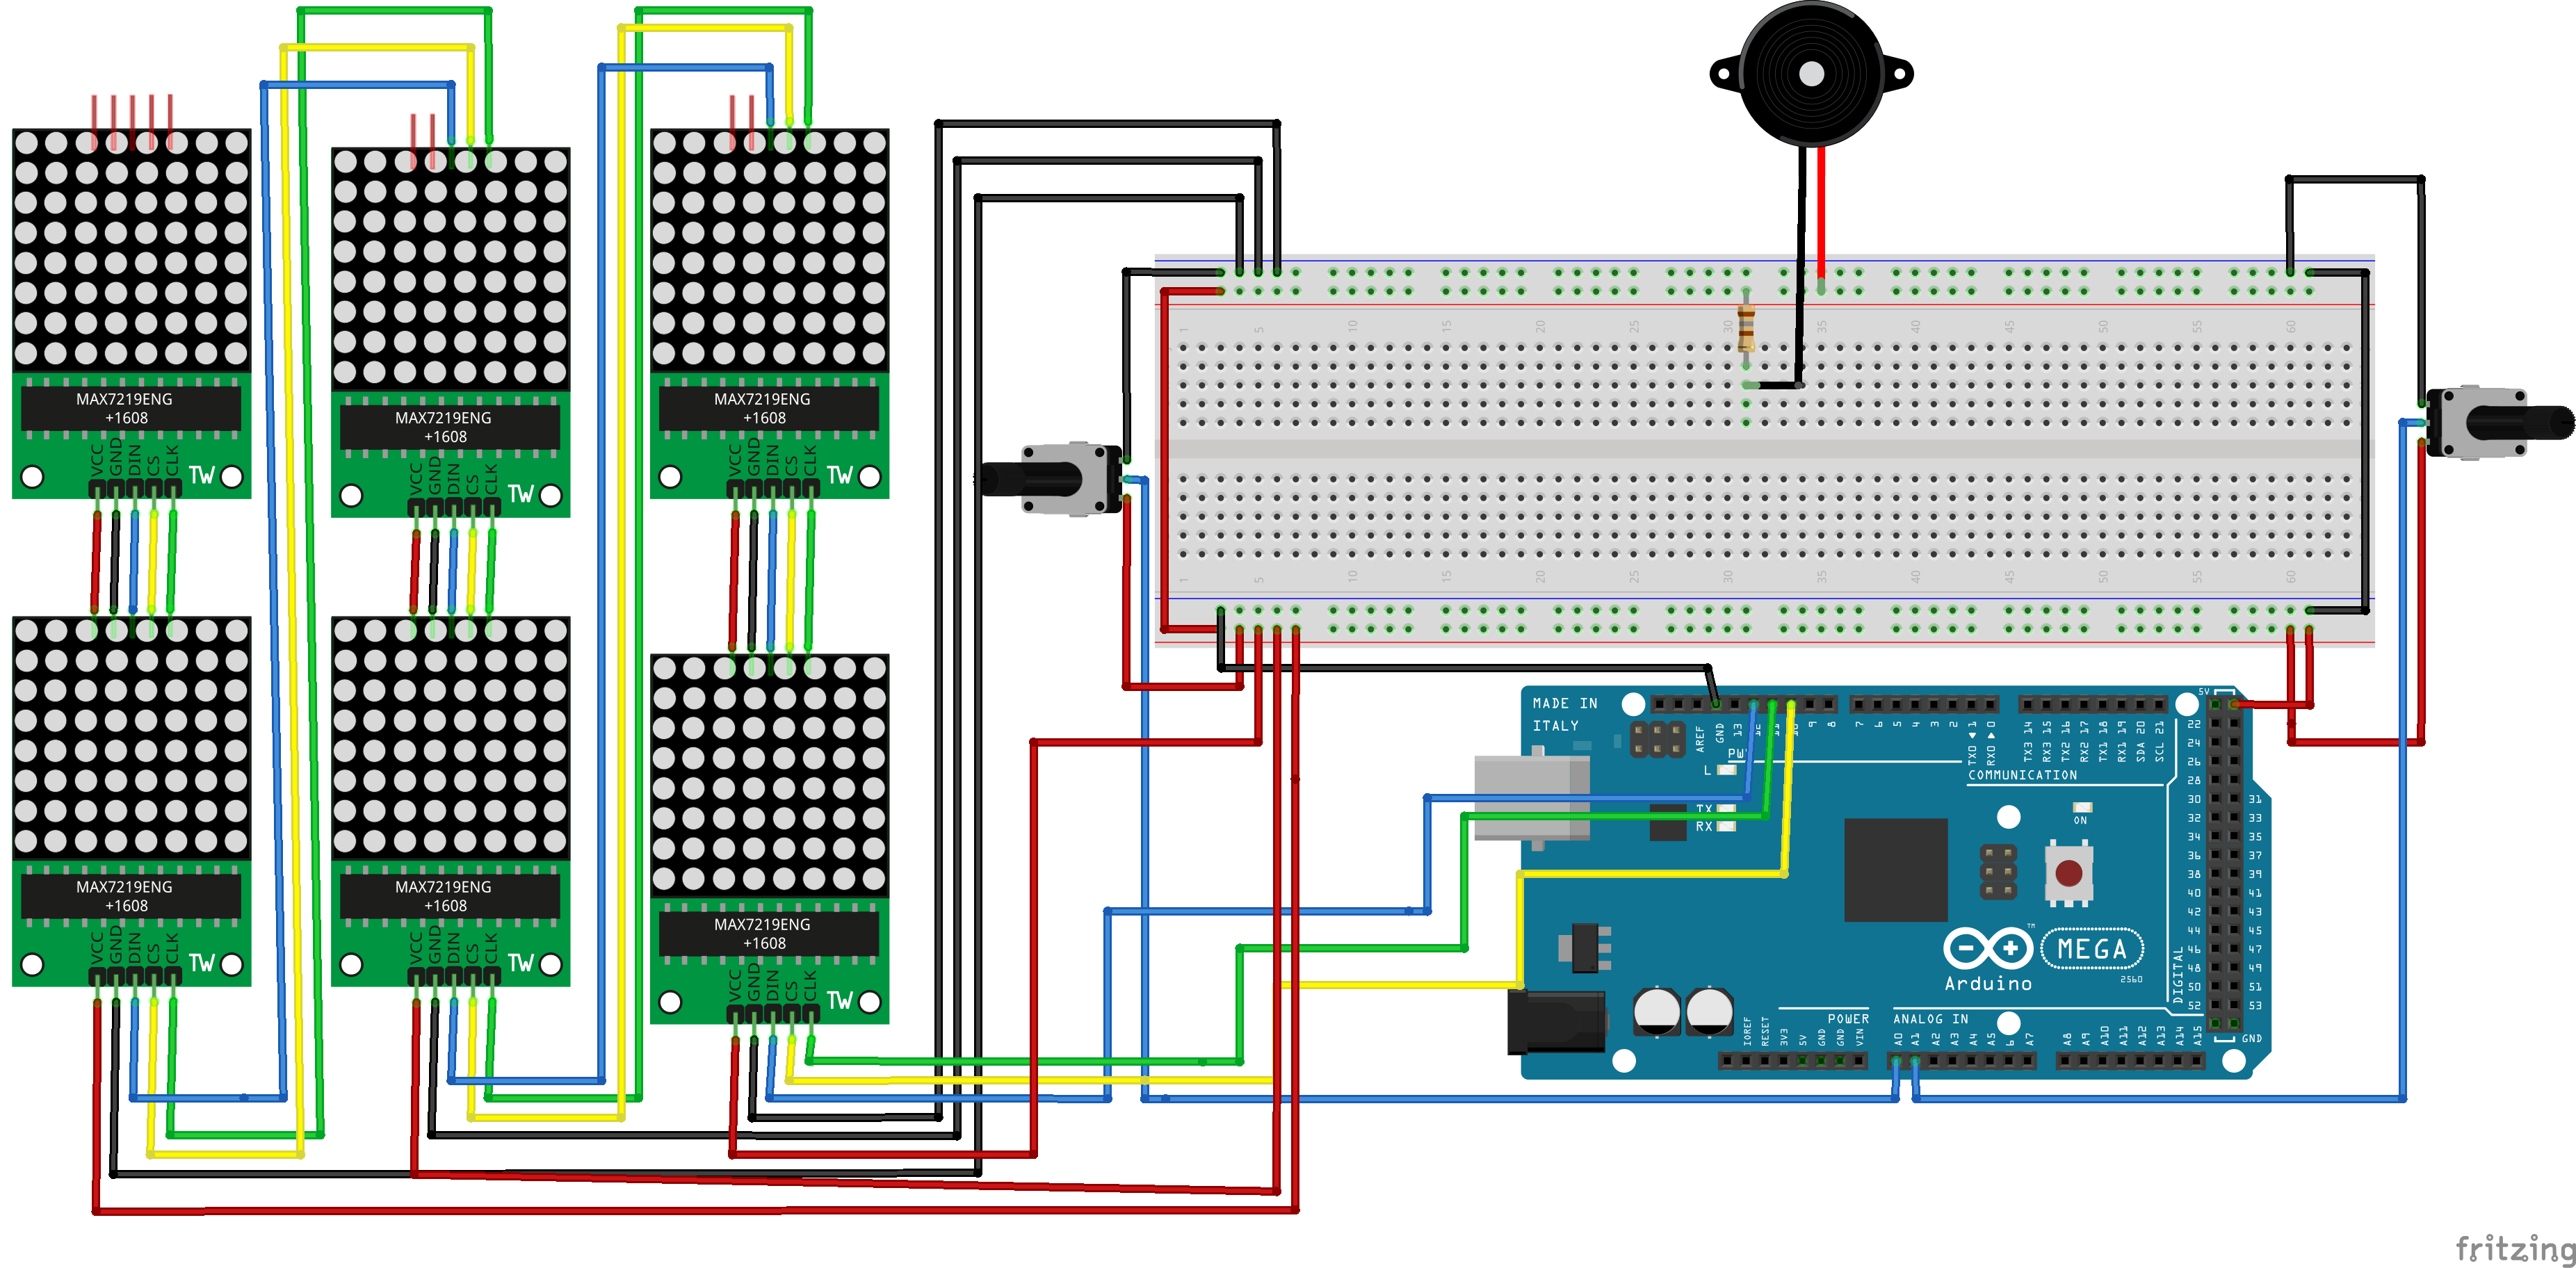 MAX7219ENG
+1608
VCC
GND
DIN
CS
CLK
TW
MAX7219ENG
+1608
VCC
GND
DIN
CS
CLK
TW
MAX7219ENG
+1608
VCC
GND
DIN
CS
CLK
TW
MAX7219ENG
+1608
VCC
GND
DIN
CS
CLK
TW
MAX7219ENG
+1608
VCC
GND
DIN
CS
CLK
TW
MAX7219ENG
+1608
VCC
GND
DIN
CS
CLK
TW
1 5 10 15 20 25 30 35 40 45 50 55 60
1 5 10 15 20 25 30 35 40 45 50 55 60
MADE IN
ITALY
AREF
GND
13
9
8
7
6
5
4
3
2
TX0 ▶ 1
RX0 ◀ 0
TX3 14
RX3 15
TX2 16
RX2 17
TX1 18
RX1 19
SDA 20
SCL 21
L
TX
RX
COMMUNICATION
ON
5V
22
24
26
28
30 31
32 33
34 35
36 37
38 39
40 41
42 43
44 45
46 47
48 49
50 51
52 53
GND
DIGITAL
TM
MEGA
2560
Arduino
POWER
ANALOG IN
IOREF
RESET
3V3
5V
GND
GND
VIN
A0
A1
A2
A3
A4
A5
6
A7
A8
A9
A10
A11
A12
A13
A14
A15
fritzing